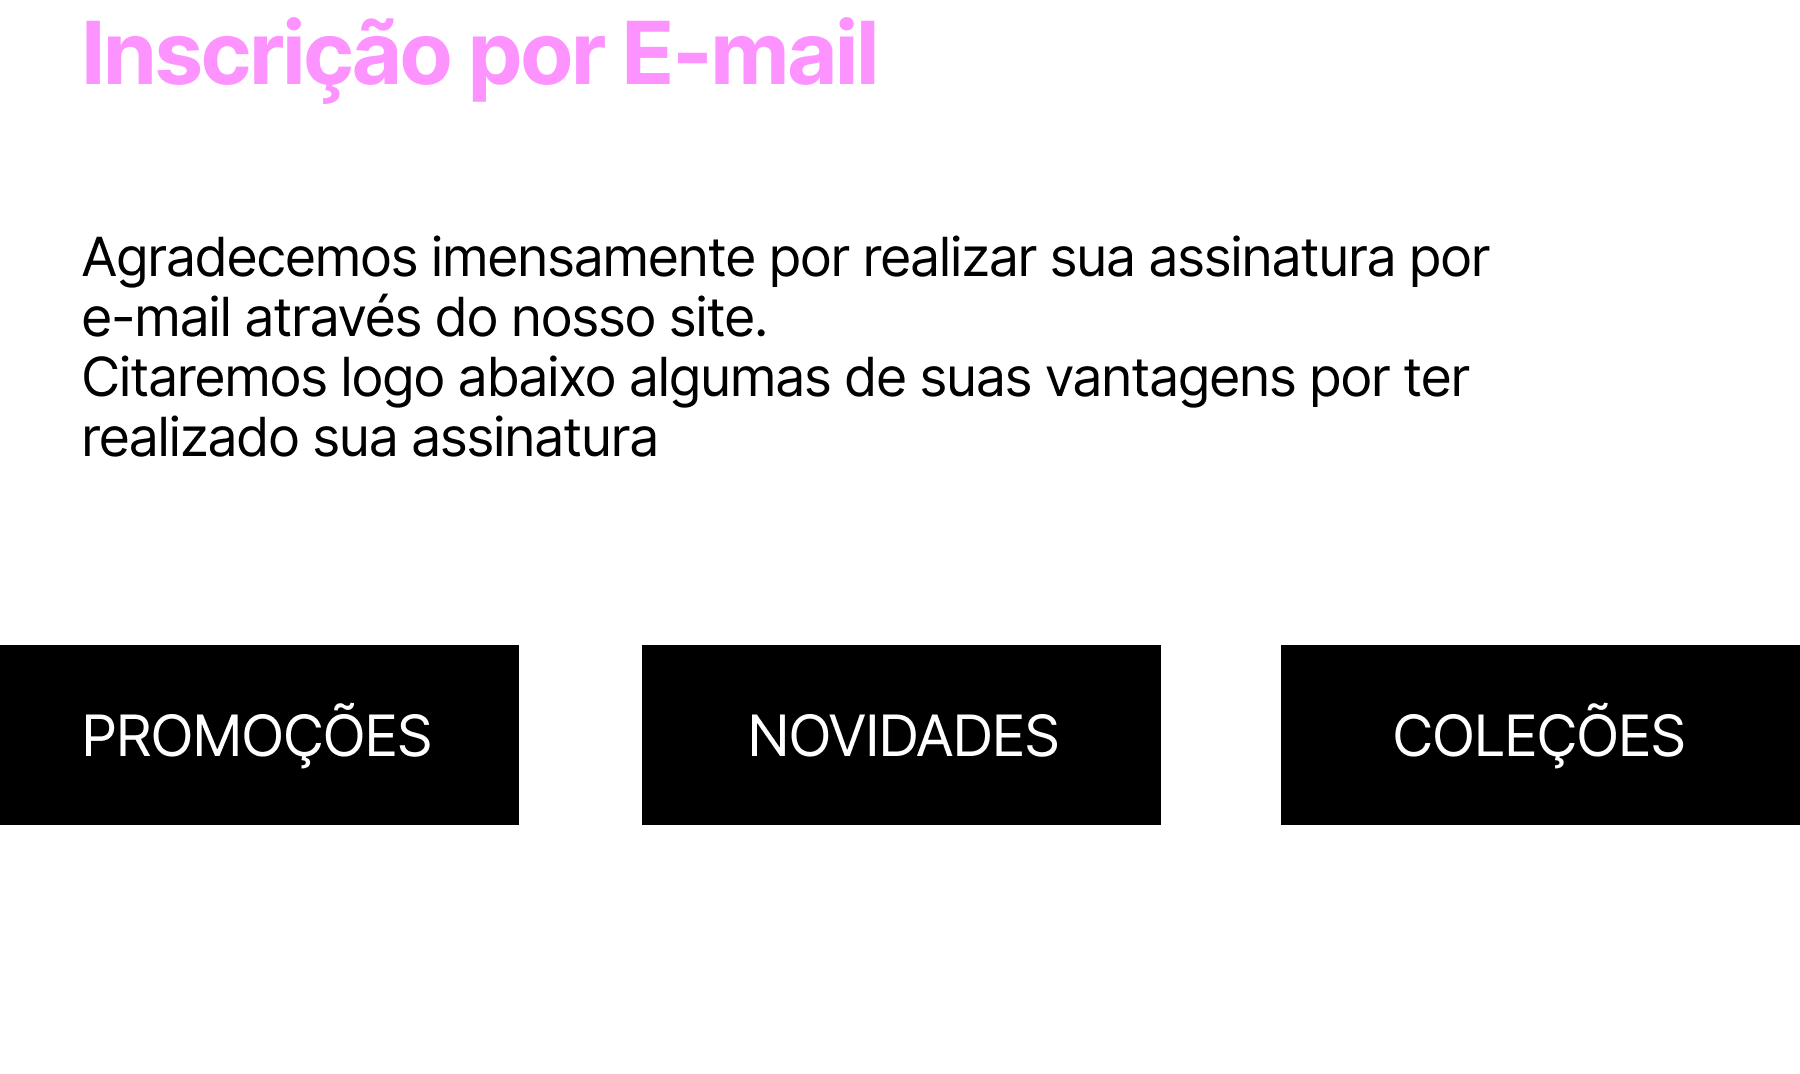 Inscrição por E-mail
Agradecemos imensamente por realizar sua assinatura por
e-mail através do nosso site.
Citaremos logo abaixo algumas de suas vantagens por ter
realizado sua assinatura
PROMOÇÕES
NOVIDADES
COLEÇÕES